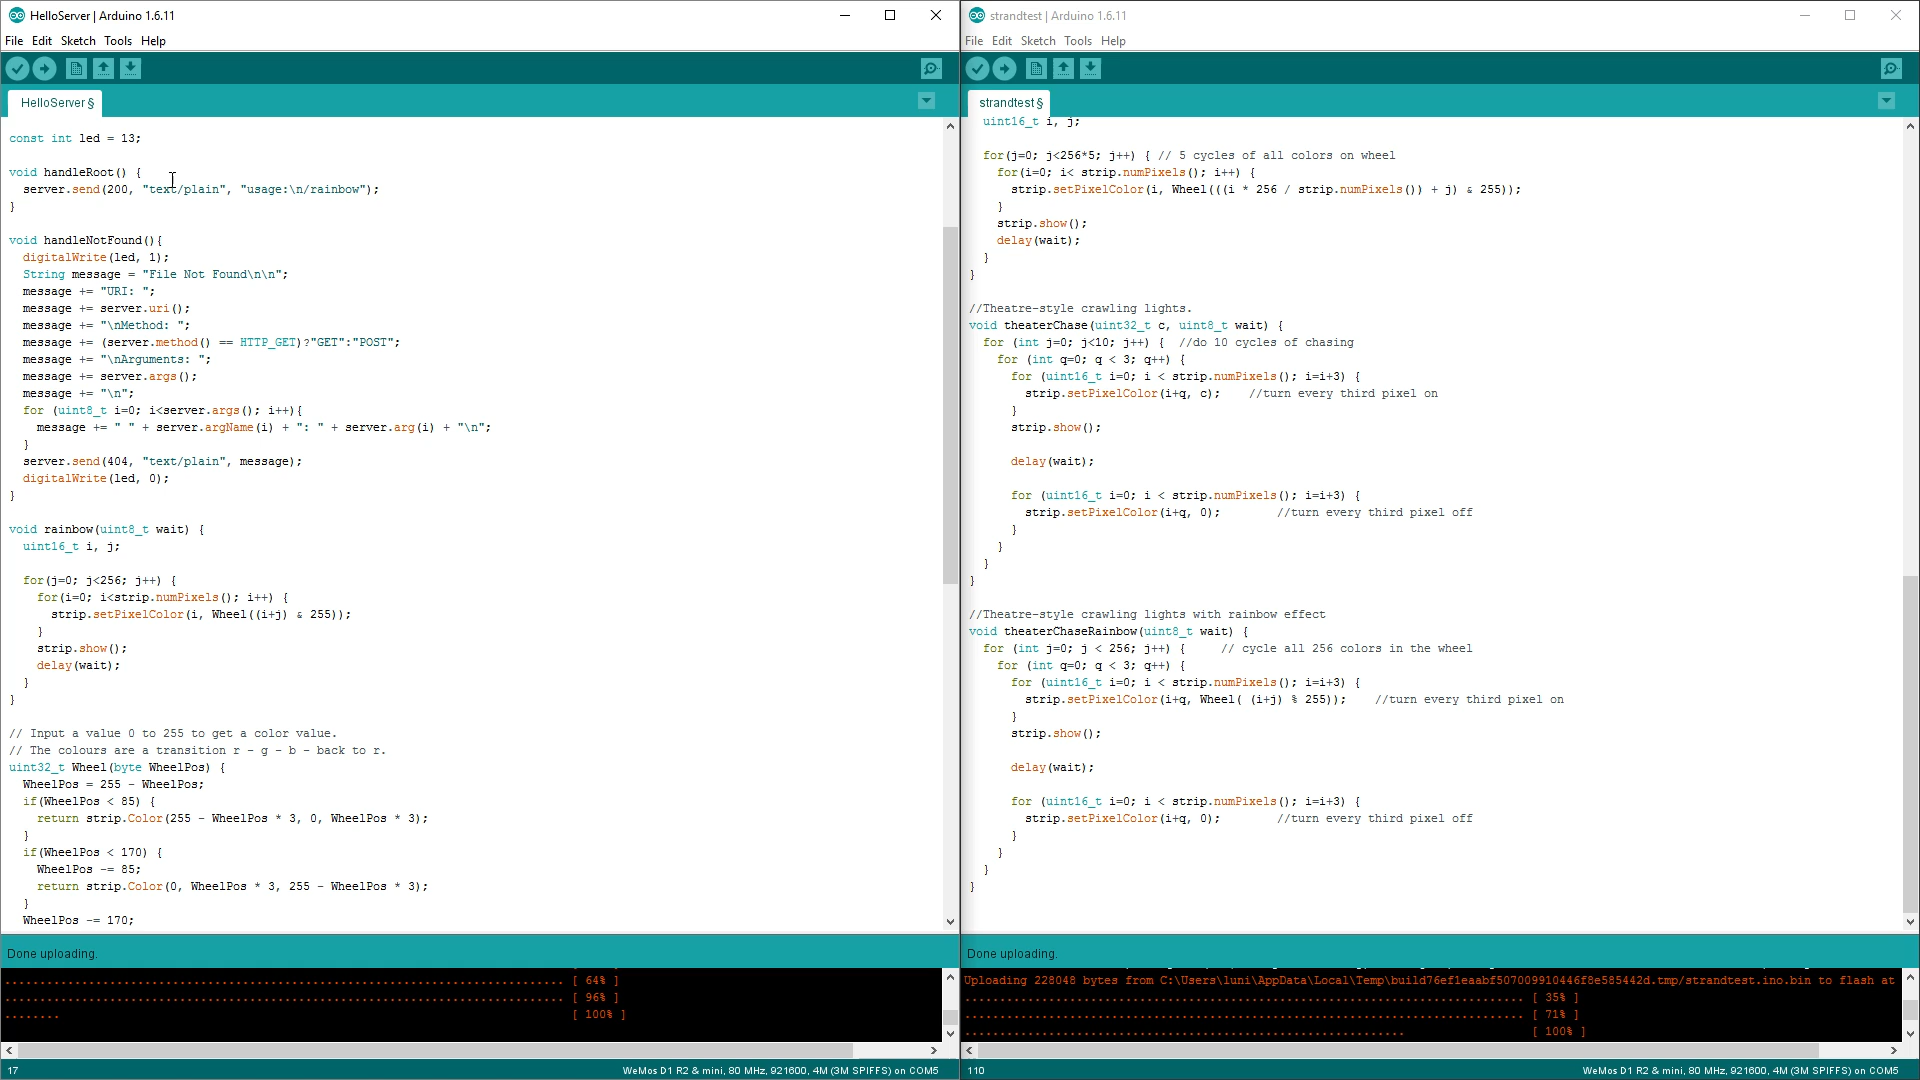 HelloServer | Arduino 1.6.11
File Edit Sketch Tools Help
HelloServer §
const int led = 13;
void handleRoot() {
server.send(200, "text/plain", "usage:\n/rainbow");
}
void handleNotFound(){
digitalWrite(led, 1);
String message = "File Not Found\n\n";
message += "URI: ";
message += server.uri();
message += "\nMethod: ";
message += (server.method() == HTTP_GET)?"GET":"POST";
message += "\nArguments: ";
message += server.args();
message += "\n";
for (uint8_t i=0; i<server.args(); i++){
message += " " + server.argName(i) + ": " + server.arg(i) + "\n";
}
server.send(404, "text/plain", message);
digitalWrite(led, 0);
}
void rainbow(uint8_t wait) {
uint16_t i, j;
for(j=0; j<256; j++) {
for(i=0; i<strip.numPixels(); i++) {
strip.setPixelColor(i, Wheel((i+j) & 255));
}
strip.show();
delay(wait);
}
}
// Input a value 0 to 255 to get a color value.
// The colours are a transition r - g - b - back to r.
uint32_t Wheel(byte WheelPos) {
WheelPos = 255 - WheelPos;
if(WheelPos < 85) {
return strip.Color(255 - WheelPos * 3, 0, WheelPos * 3);
}
if(WheelPos < 170) {
WheelPos -= 85;
return strip.Color(0, WheelPos * 3, 255 - WheelPos * 3);
}
WheelPos -= 170;
Done uploading.
................................................................................ [ 64% ]
................................................................................ [ 96% ]
........ [ 100% ]
17
WeMos D1 R2 & mini, 80 MHz, 921600, 4M (3M SPIFFS) on COM5
strandtest | Arduino 1.6.11
File Edit Sketch Tools Help
strandtest §
uint16_t i, j;
for(j=0; j<256*5; j++) { // 5 cycles of all colors on wheel
for(i=0; i< strip.numPixels(); i++) {
strip.setPixelColor(i, Wheel(((i * 256 / strip.numPixels()) + j) & 255));
}
strip.show();
delay(wait);
}
}
//Theatre-style crawling lights.
void theaterChase(uint32_t c, uint8_t wait) {
for (int j=0; j<10; j++) { //do 10 cycles of chasing
for (int q=0; q < 3; q++) {
for (uint16_t i=0; i < strip.numPixels(); i=i+3) {
strip.setPixelColor(i+q, c); //turn every third pixel on
}
strip.show();
delay(wait);
for (uint16_t i=0; i < strip.numPixels(); i=i+3) {
strip.setPixelColor(i+q, 0); //turn every third pixel off
}
}
}
}
//Theatre-style crawling lights with rainbow effect
void theaterChaseRainbow(uint8_t wait) {
for (int j=0; j < 256; j++) { // cycle all 256 colors in the wheel
for (int q=0; q < 3; q++) {
for (uint16_t i=0; i < strip.numPixels(); i=i+3) {
strip.setPixelColor(i+q, Wheel( (i+j) % 255)); //turn every third pixel on
}
strip.show();
delay(wait);
for (uint16_t i=0; i < strip.numPixels(); i=i+3) {
strip.setPixelColor(i+q, 0); //turn every third pixel off
}
}
}
}
Done uploading.
Uploading 228048 bytes from C:\Users\luni\AppData\Local\Temp\build76ef1eaabf507009910446f8e585442d.tmp/strandtest.ino.bin to flash at
................................................................................ [ 35% ]
................................................................................ [ 71% ]
............................................................... [ 100% ]
110
WeMos D1 R2 & mini, 80 MHz, 921600, 4M (3M SPIFFS) on COM5